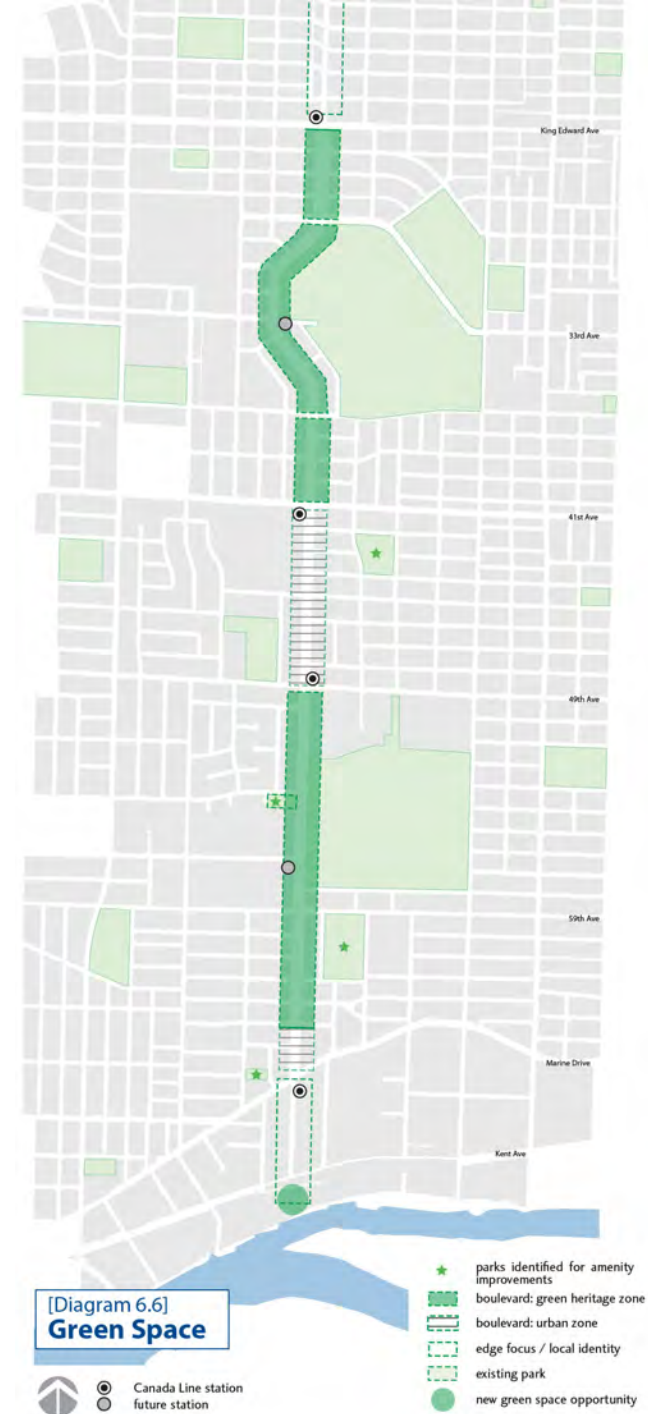 King Edward Ave
33rd Ave
41st Ave
49th Ave
59th Ave
Marine Drive
Kent Ave
[Diagram 6.6]
Green Space
Canada Line station
future station
parks identified for amenity
improvements
boulevard: green heritage zone
boulevard: urban zone
edge focus / local identity
existing park
new green space opportunity